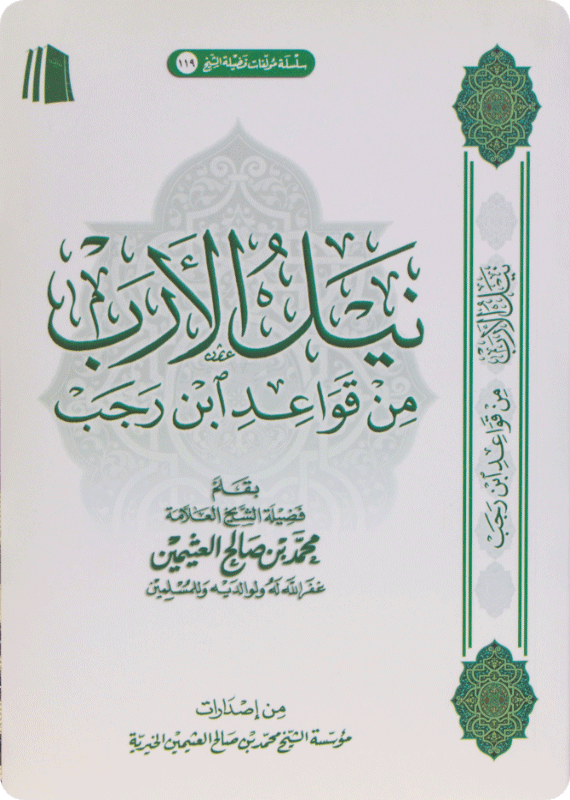 سلسلة مؤلفات فضيلة الشيخ ١١٩
نيل الأرب
من قواعد ابن رجب
بقلم
فضيلة الشيخ العلامة
محمد بن صالح العثيمين
غفر الله له ولوالديه وللمسلمين
من إصدارات
مؤسسة الشيخ محمد بن صالح العثيمين الخيرية
نيل الأرب من قواعد ابن رجب